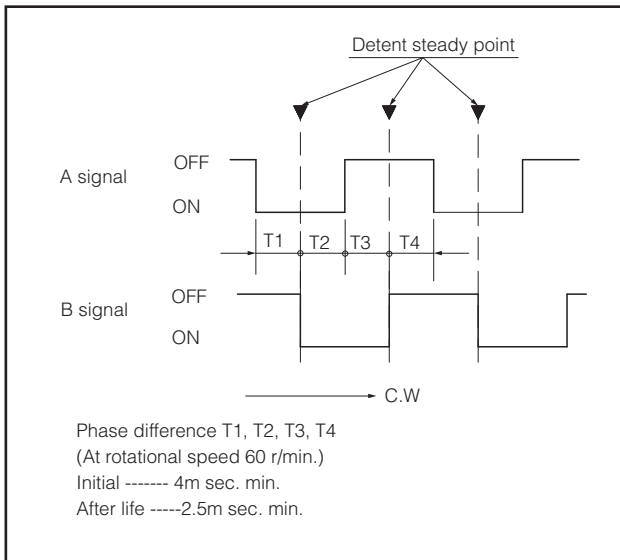 Detent steady point
OFF
A signal
ON
T1 T2 T3 T4
OFF
B signal
ON
C.W
Phase difference T1, T2, T3, T4
(At rotational speed 60 r/min.)
Initial ------- 4m sec. min.
After life -----2.5m sec. min.